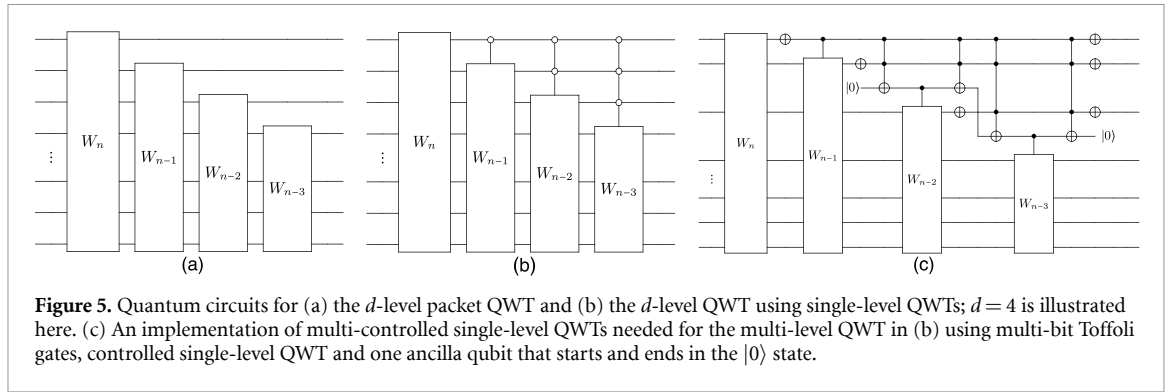 W_n
W_{n-1}
W_{n-2}
W_{n-3}
⋮
(a)
W_n
W_{n-1}
W_{n-2}
W_{n-3}
⋮
(b)
W_n
W_{n-1}
|0⟩
W_{n-2}
|0⟩
W_{n-3}
⋮
(c)
Figure 5. Quantum circuits for (a) the d-level packet QWT and (b) the d-level QWT using single-level QWTs; d = 4 is illustrated
here. (c) An implementation of multi-controlled single-level QWTs needed for the multi-level QWT in (b) using multi-bit Toffoli
gates, controlled single-level QWT and one ancilla qubit that starts and ends in the |0⟩ state.